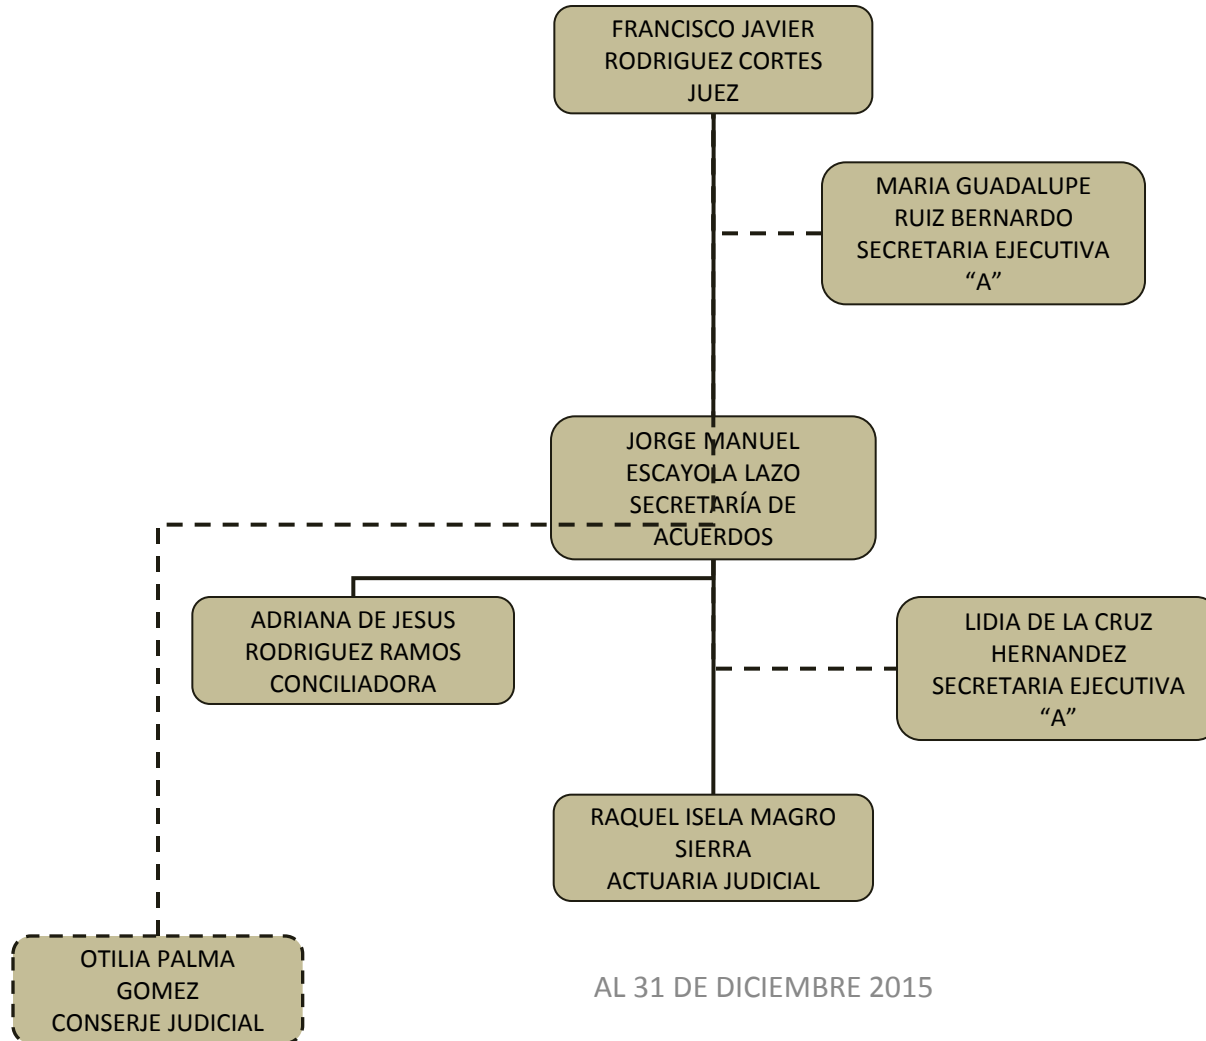 FRANCISCO JAVIER
RODRIGUEZ CORTES
JUEZ
MARIA GUADALUPE
RUIZ BERNARDO
SECRETARIA EJECUTIVA
“A”
JORGE MANUEL
ESCAYOLA LAZO
SECRETARÍA DE
ACUERDOS
ADRIANA DE JESUS
RODRIGUEZ RAMOS
CONCILIADORA
LIDIA DE LA CRUZ
HERNANDEZ
SECRETARIA EJECUTIVA
“A”
RAQUEL ISELA MAGRO
SIERRA
ACTUARIA JUDICIAL
OTILIA PALMA
GOMEZ
CONSERJE JUDICIAL
AL 31 DE DICIEMBRE 2015